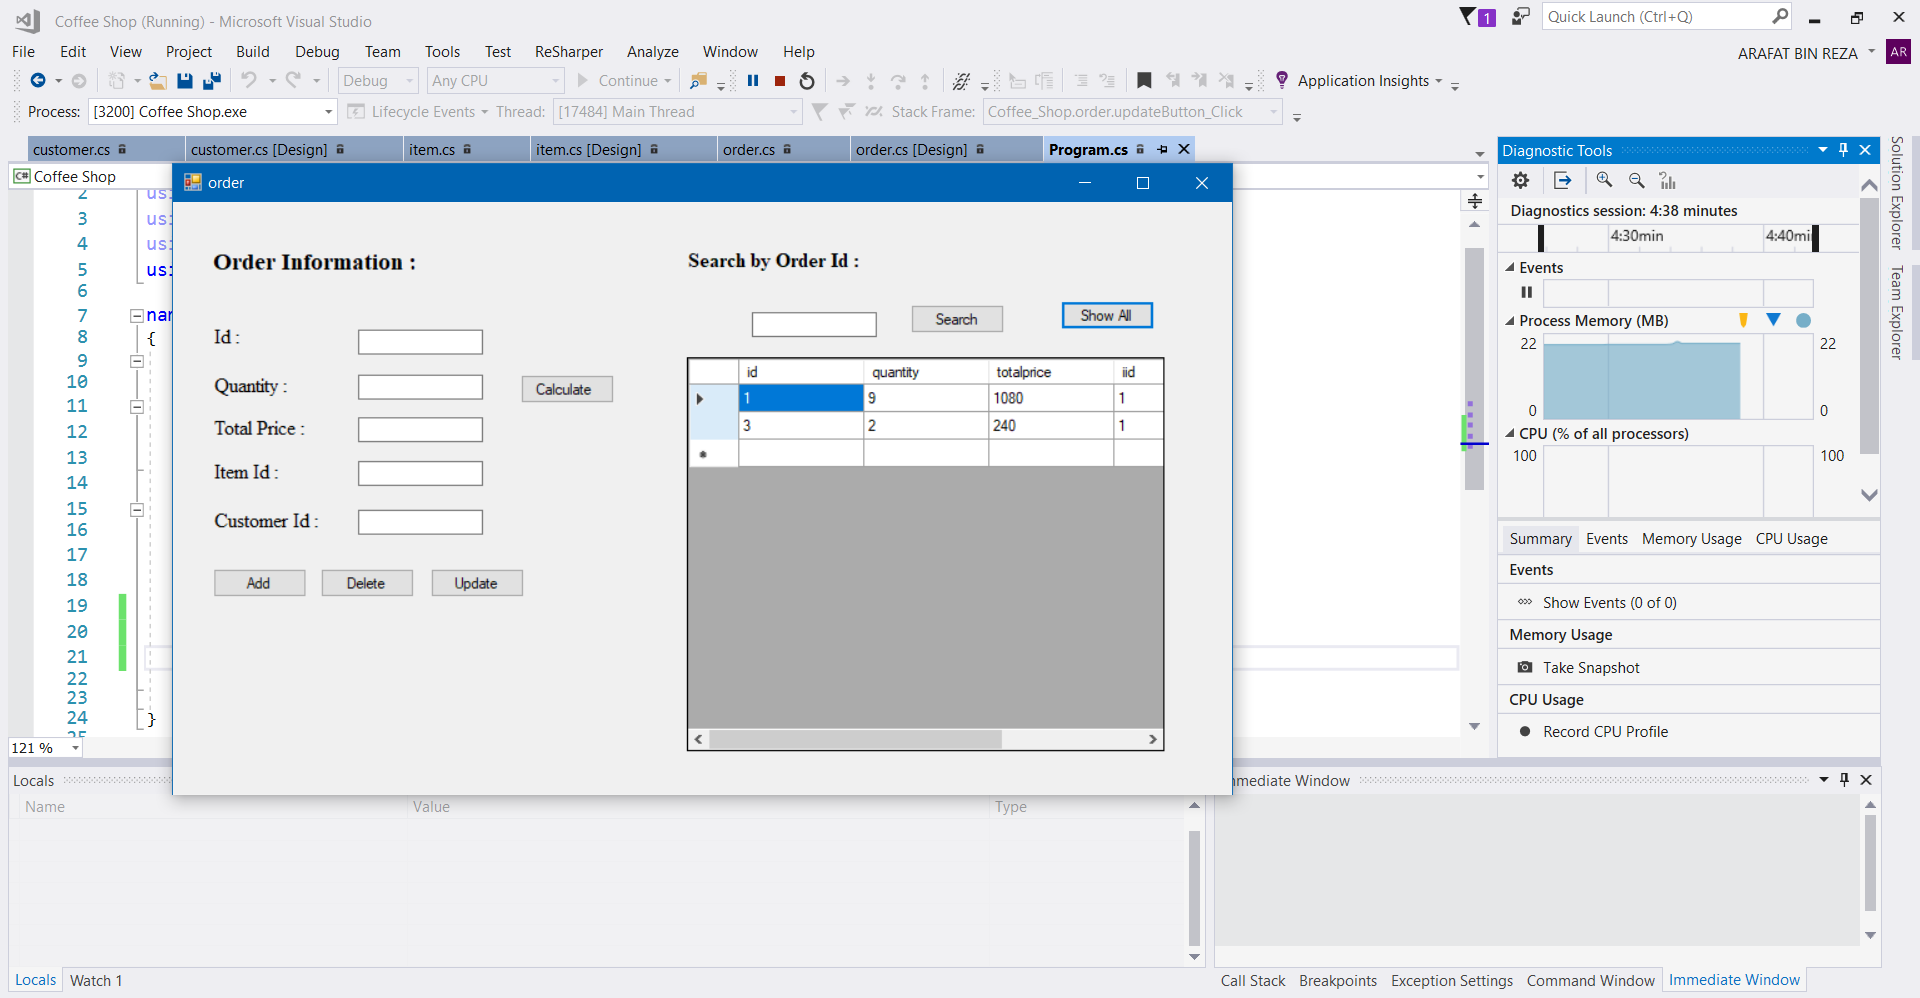 Coffee Shop (Running) - Microsoft Visual Studio
1
Quick Launch (Ctrl+Q)
File Edit View Project Build Debug Team Tools Test ReSharper Analyze Window Help
ARAFAT BIN REZA AR
Debug Any CPU Continue Application Insights
Process: [3200] Coffee Shop.exe Lifecycle Events Thread: [17484] Main Thread Stack Frame: Coffee_Shop.order.updateButton_Click
customer.cs customer.cs [Design] item.cs item.cs [Design] order.cs order.cs [Design] Program.cs
Coffee Shop
2 us
3 us
4 us
5 us
6
7 nar
8 {
9
10
11
12
13
14
15
16
17
18
19
20
21
22
23
24 }
25
121 %
order
Order Information :
Id :
Quantity :
Calculate
Total Price :
Item Id :
Customer Id :
Add Delete Update
Search by Order Id :
Search Show All
id quantity totalprice iid
1 9 1080 1
3 2 240 1
Diagnostic Tools
Diagnostics session: 4:38 minutes
4:30min 4:40mi
Events
Process Memory (MB)
22 22
0 0
CPU (% of all processors)
100 100
Summary Events Memory Usage CPU Usage
Events
Show Events (0 of 0)
Memory Usage
Take Snapshot
CPU Usage
Record CPU Profile
Solution Explorer
Team Explorer
Locals
Name Value Type
Locals Watch 1
mmediate Window
Call Stack Breakpoints Exception Settings Command Window Immediate Window